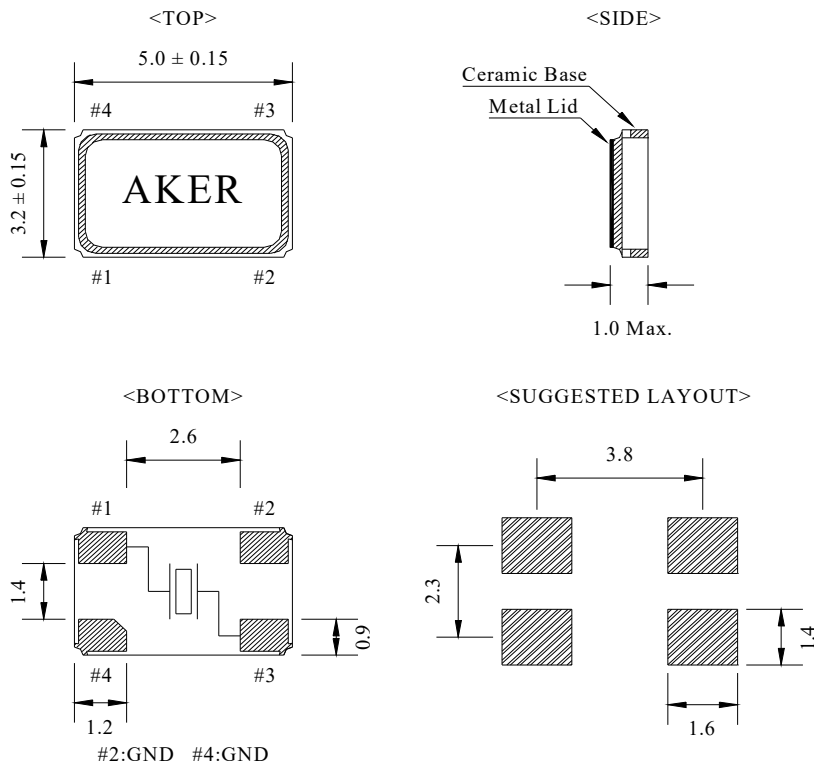 <TOP>
5.0 ± 0.15
#4 #3
3.2 ± 0.15
AKER
#1 #2
<SIDE>
Ceramic Base
Metal Lid
1.0 Max.
<BOTTOM>
2.6
#1 #2
1.4
0.9
#4 #3
1.2
#2:GND #4:GND
<SUGGESTED LAYOUT>
3.8
2.3
1.4
1.6